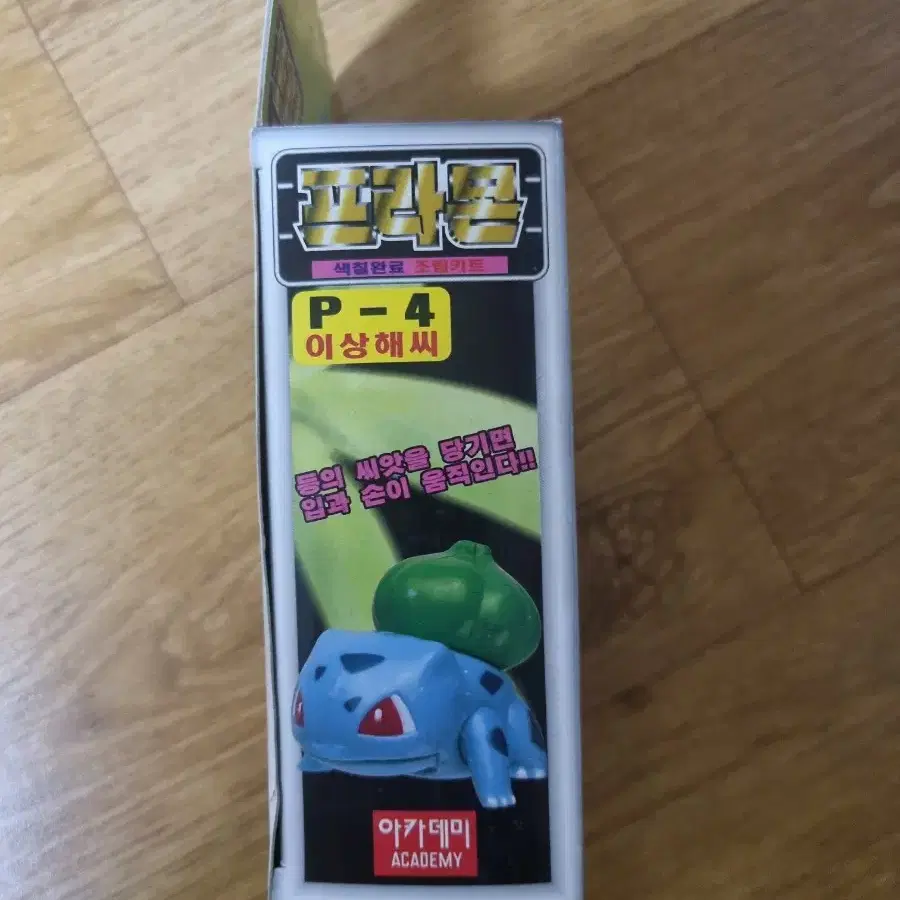 프라몬
색칠완료 조립키트
P - 4
이상해씨
등의 씨앗을 당기면
입과 손이 움직인다!!
아카데미
ACADEMY